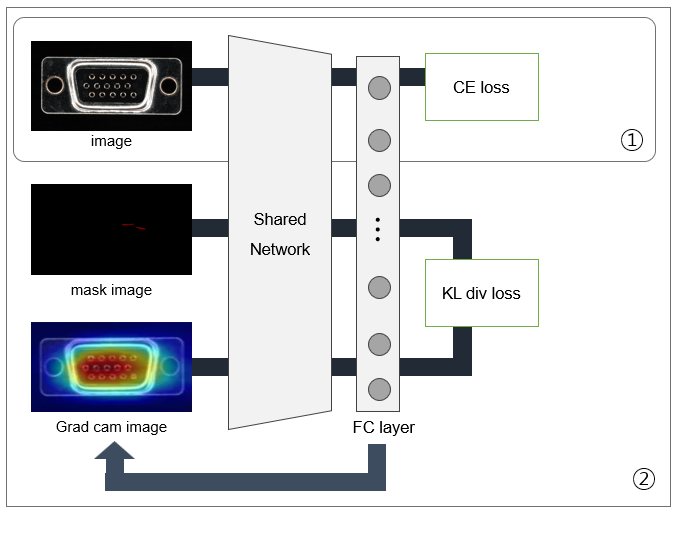 image
CE loss
①
Shared
Network
mask image
KL div loss
Grad cam image
FC layer
②